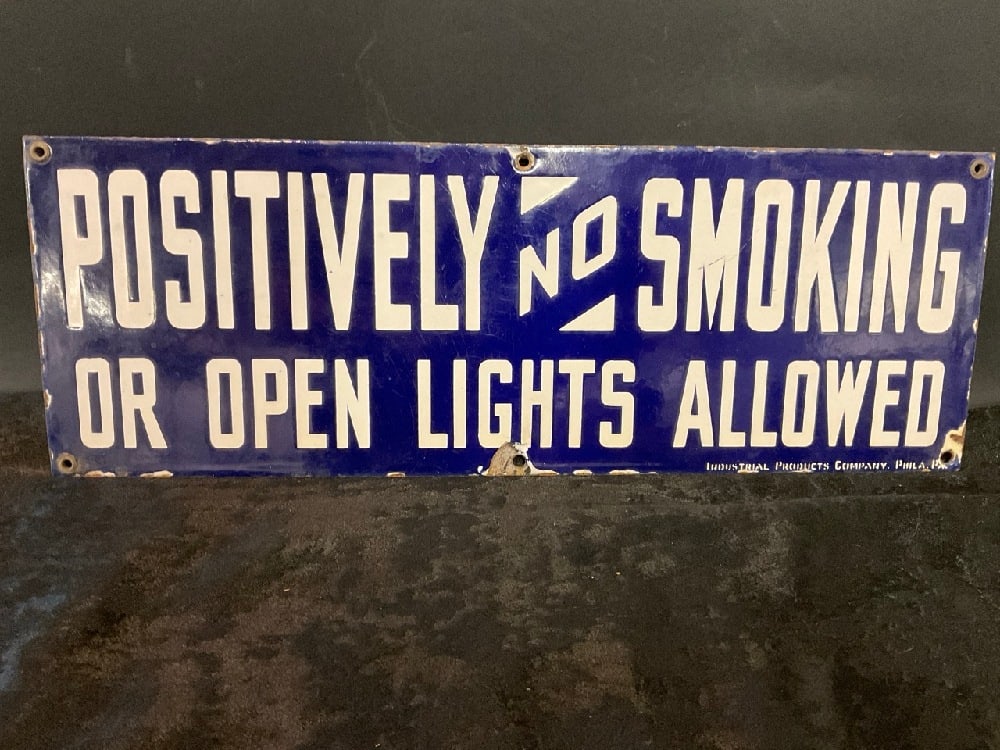 POSITIVELY NO SMOKING
OR OPEN LIGHTS ALLOWED
INDUSTRIAL PRODUCTS COMPANY. PHILA. PA.